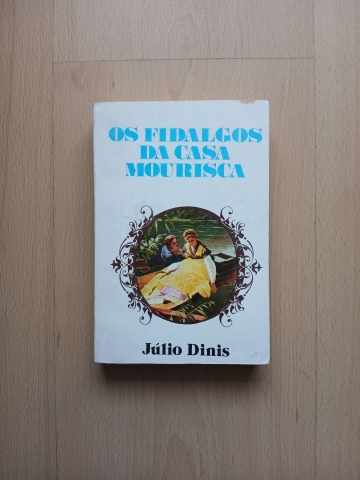 OS FIDALGOS
DA CASA
MOURISCA
Júlio Dinis